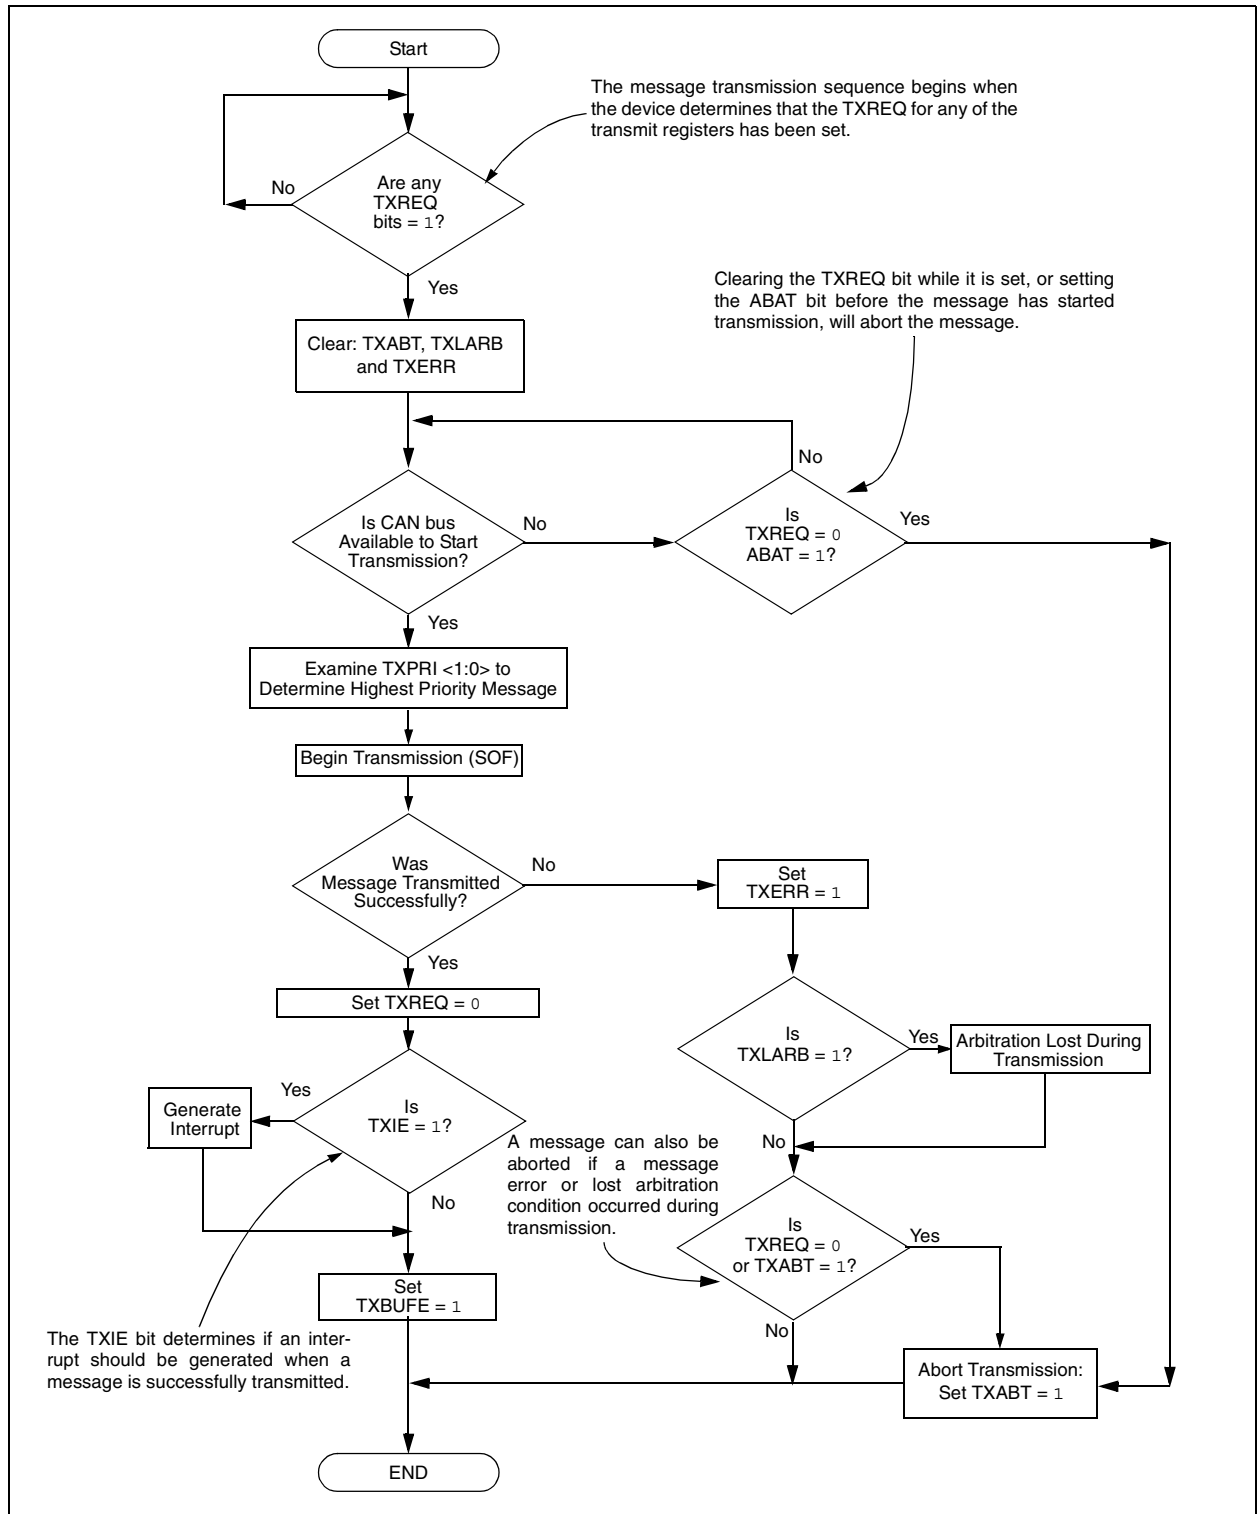 Start
The message transmission sequence begins when
the device determines that the TXREQ for any of the
transmit registers has been set.
No
Are any
TXREQ
bits = 1?
Yes
Clearing the TXREQ bit while it is set, or setting
the ABAT bit before the message has started
transmission, will abort the message.
Clear: TXABT, TXLARB
and TXERR
No
Is CAN bus
Available to Start
Transmission?
No
Is
TXREQ = 0
ABAT = 1?
Yes
Yes
Examine TXPRI <1:0> to
Determine Highest Priority Message
Begin Transmission (SOF)
Was
Message Transmitted
Successfully?
No
Set
TXERR = 1
Yes
Set TXREQ = 0
Is
TXLARB = 1?
Yes
Arbitration Lost During
Transmission
Yes
Generate
Interrupt
Is
TXIE = 1?
No
A message can also be
aborted if a message
error or lost arbitration
condition occurred during
transmission.
No
Is
TXREQ = 0
or TXABT = 1?
Yes
Set
TXBUFE = 1
No
The TXIE bit determines if an inter-
rupt should be generated when a
message is successfully transmitted.
Abort Transmission:
Set TXABT = 1
END